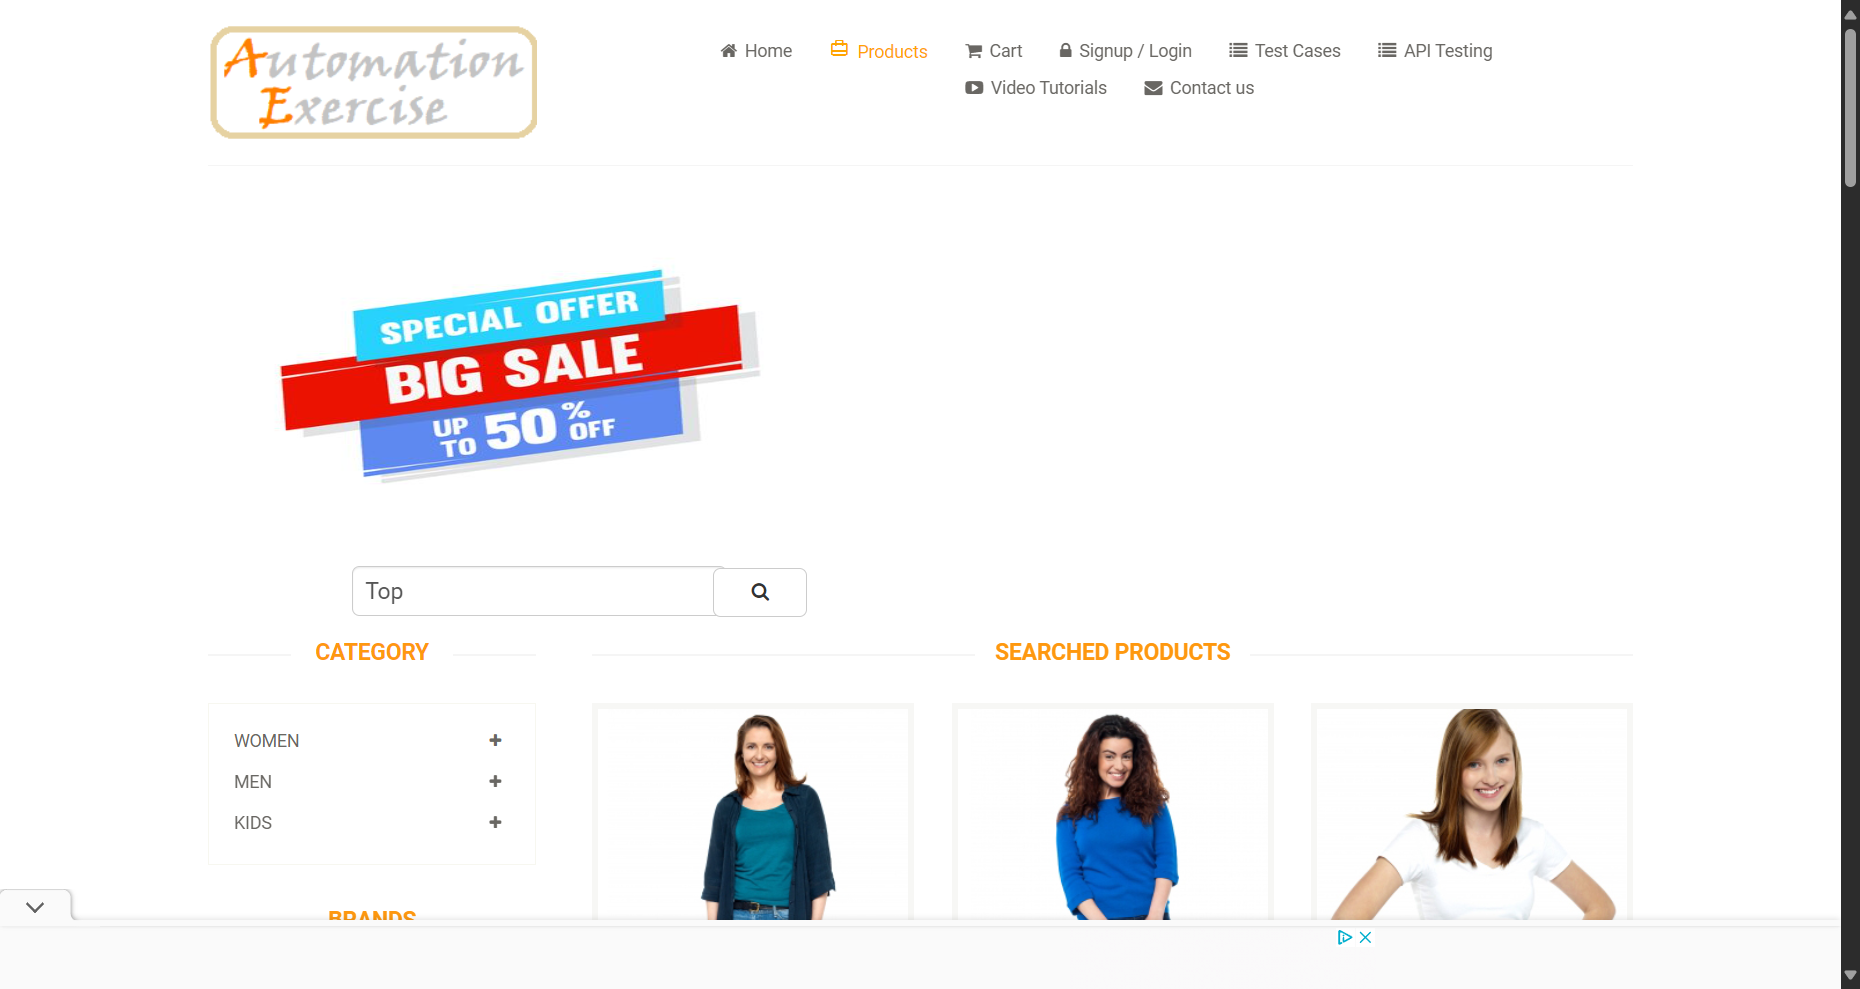 Automation
Exercise
Home
Products
Cart
Signup / Login
Test Cases
API Testing
Video Tutorials
Contact us
SPECIAL OFFER
BIG SALE
UP TO 50% OFF
Top
CATEGORY
SEARCHED PRODUCTS
WOMEN
MEN
KIDS
BRANDS